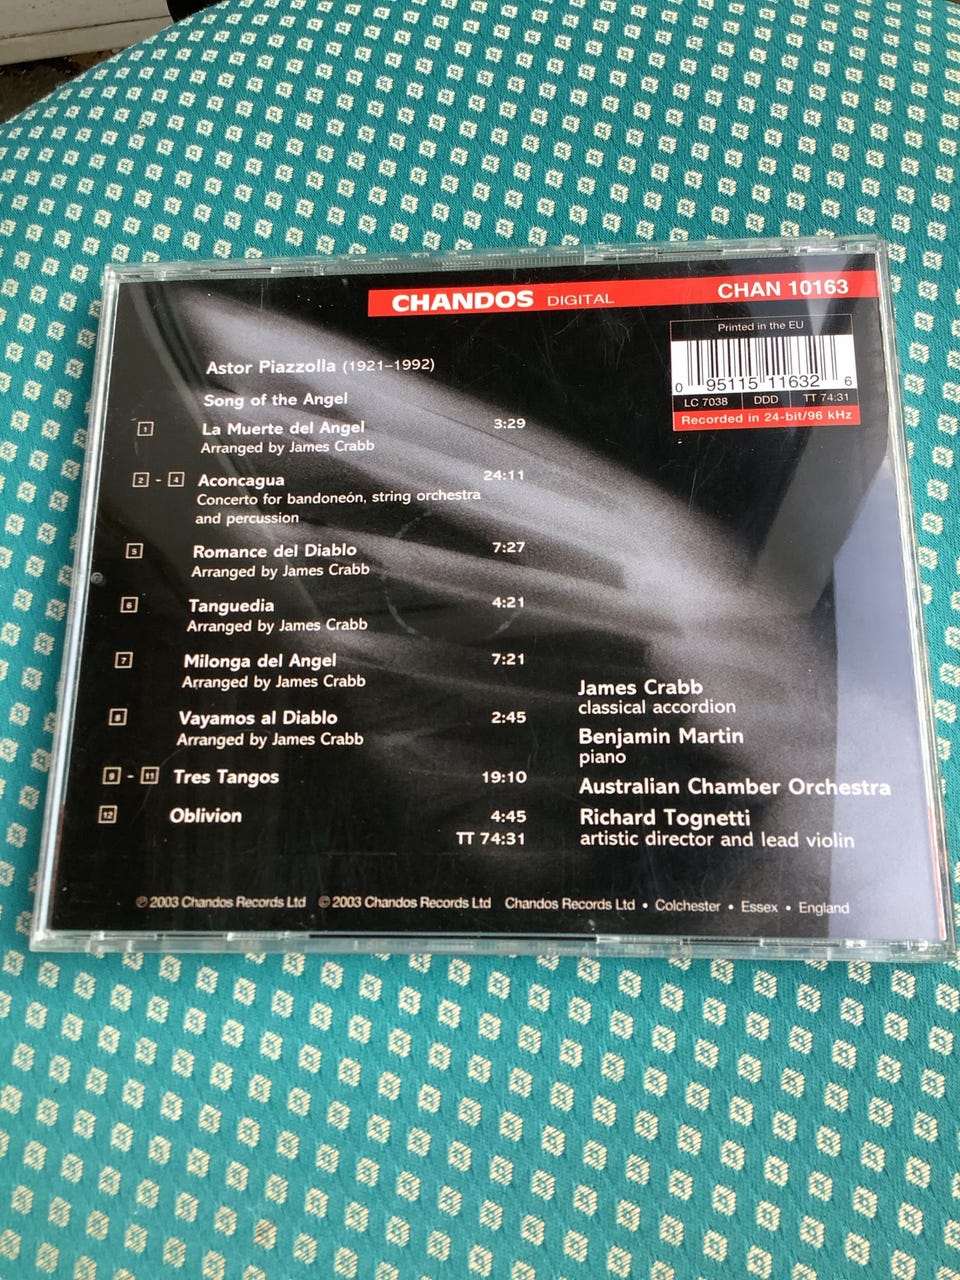 CHANDOS DIGITAL CHAN 10163
Printed in the EU
0 95115 11632 6
LC 7038 DDD TT 74:31
Recorded in 24-bit/96 kHz
Astor Piazzolla (1921–1992)
Song of the Angel
1 La Muerte del Angel 3:29
Arranged by James Crabb
2 - 4 Aconcagua 24:11
Concerto for bandoneón, string orchestra
and percussion
5 Romance del Diablo 7:27
Arranged by James Crabb
6 Tanguedia 4:21
Arranged by James Crabb
7 Milonga del Angel 7:21
Arranged by James Crabb
8 Vayamos al Diablo 2:45
Arranged by James Crabb
9 - 11 Tres Tangos 19:10
12 Oblivion 4:45
TT 74:31
James Crabb
classical accordion
Benjamin Martin
piano
Australian Chamber Orchestra
Richard Tognetti
artistic director and lead violin
℗ 2003 Chandos Records Ltd © 2003 Chandos Records Ltd Chandos Records Ltd • Colchester • Essex • England